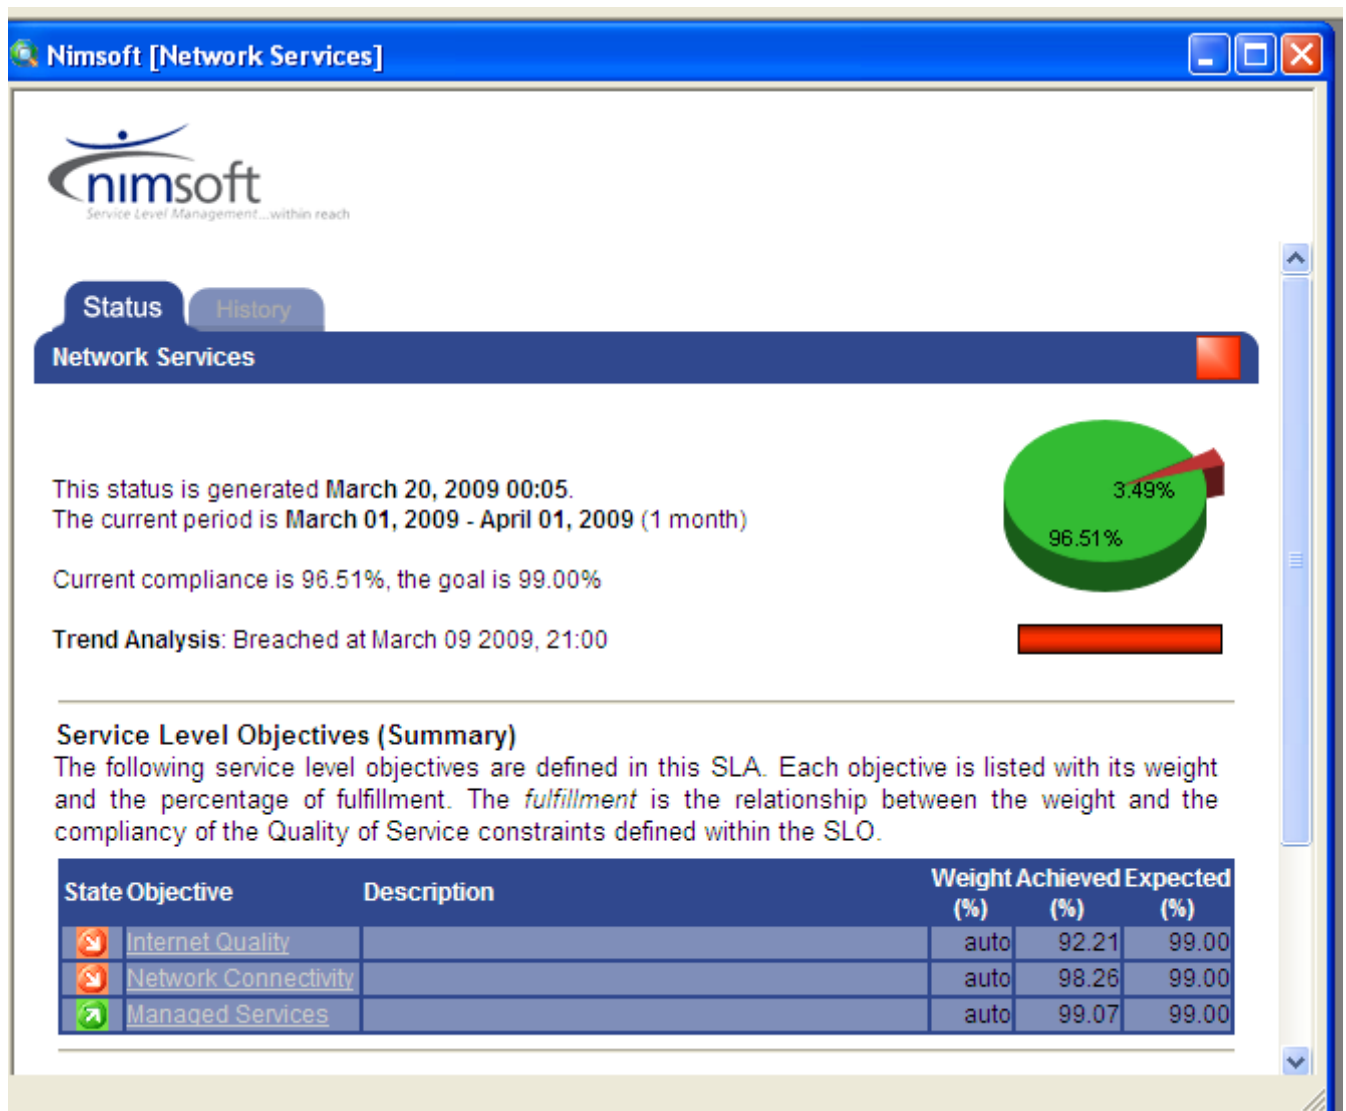 Nimsoft [Network Services]
nimsoft
Service Level Management...within reach
Status History
Network Services
3.49%
96.51%
This status is generated March 20, 2009 00:05.
The current period is March 01, 2009 - April 01, 2009 (1 month)
Current compliance is 96.51%, the goal is 99.00%
Trend Analysis: Breached at March 09 2009, 21:00
Service Level Objectives (Summary)
The following service level objectives are defined in this SLA. Each objective is listed with its weight
and the percentage of fulfillment. The fulfillment is the relationship between the weight and the
compliancy of the Quality of Service constraints defined within the SLO.
State Objective Description Weight (%) Achieved (%) Expected (%)
Internet Quality auto 92.21 99.00
Network Connectivity auto 98.26 99.00
Managed Services auto 99.07 99.00